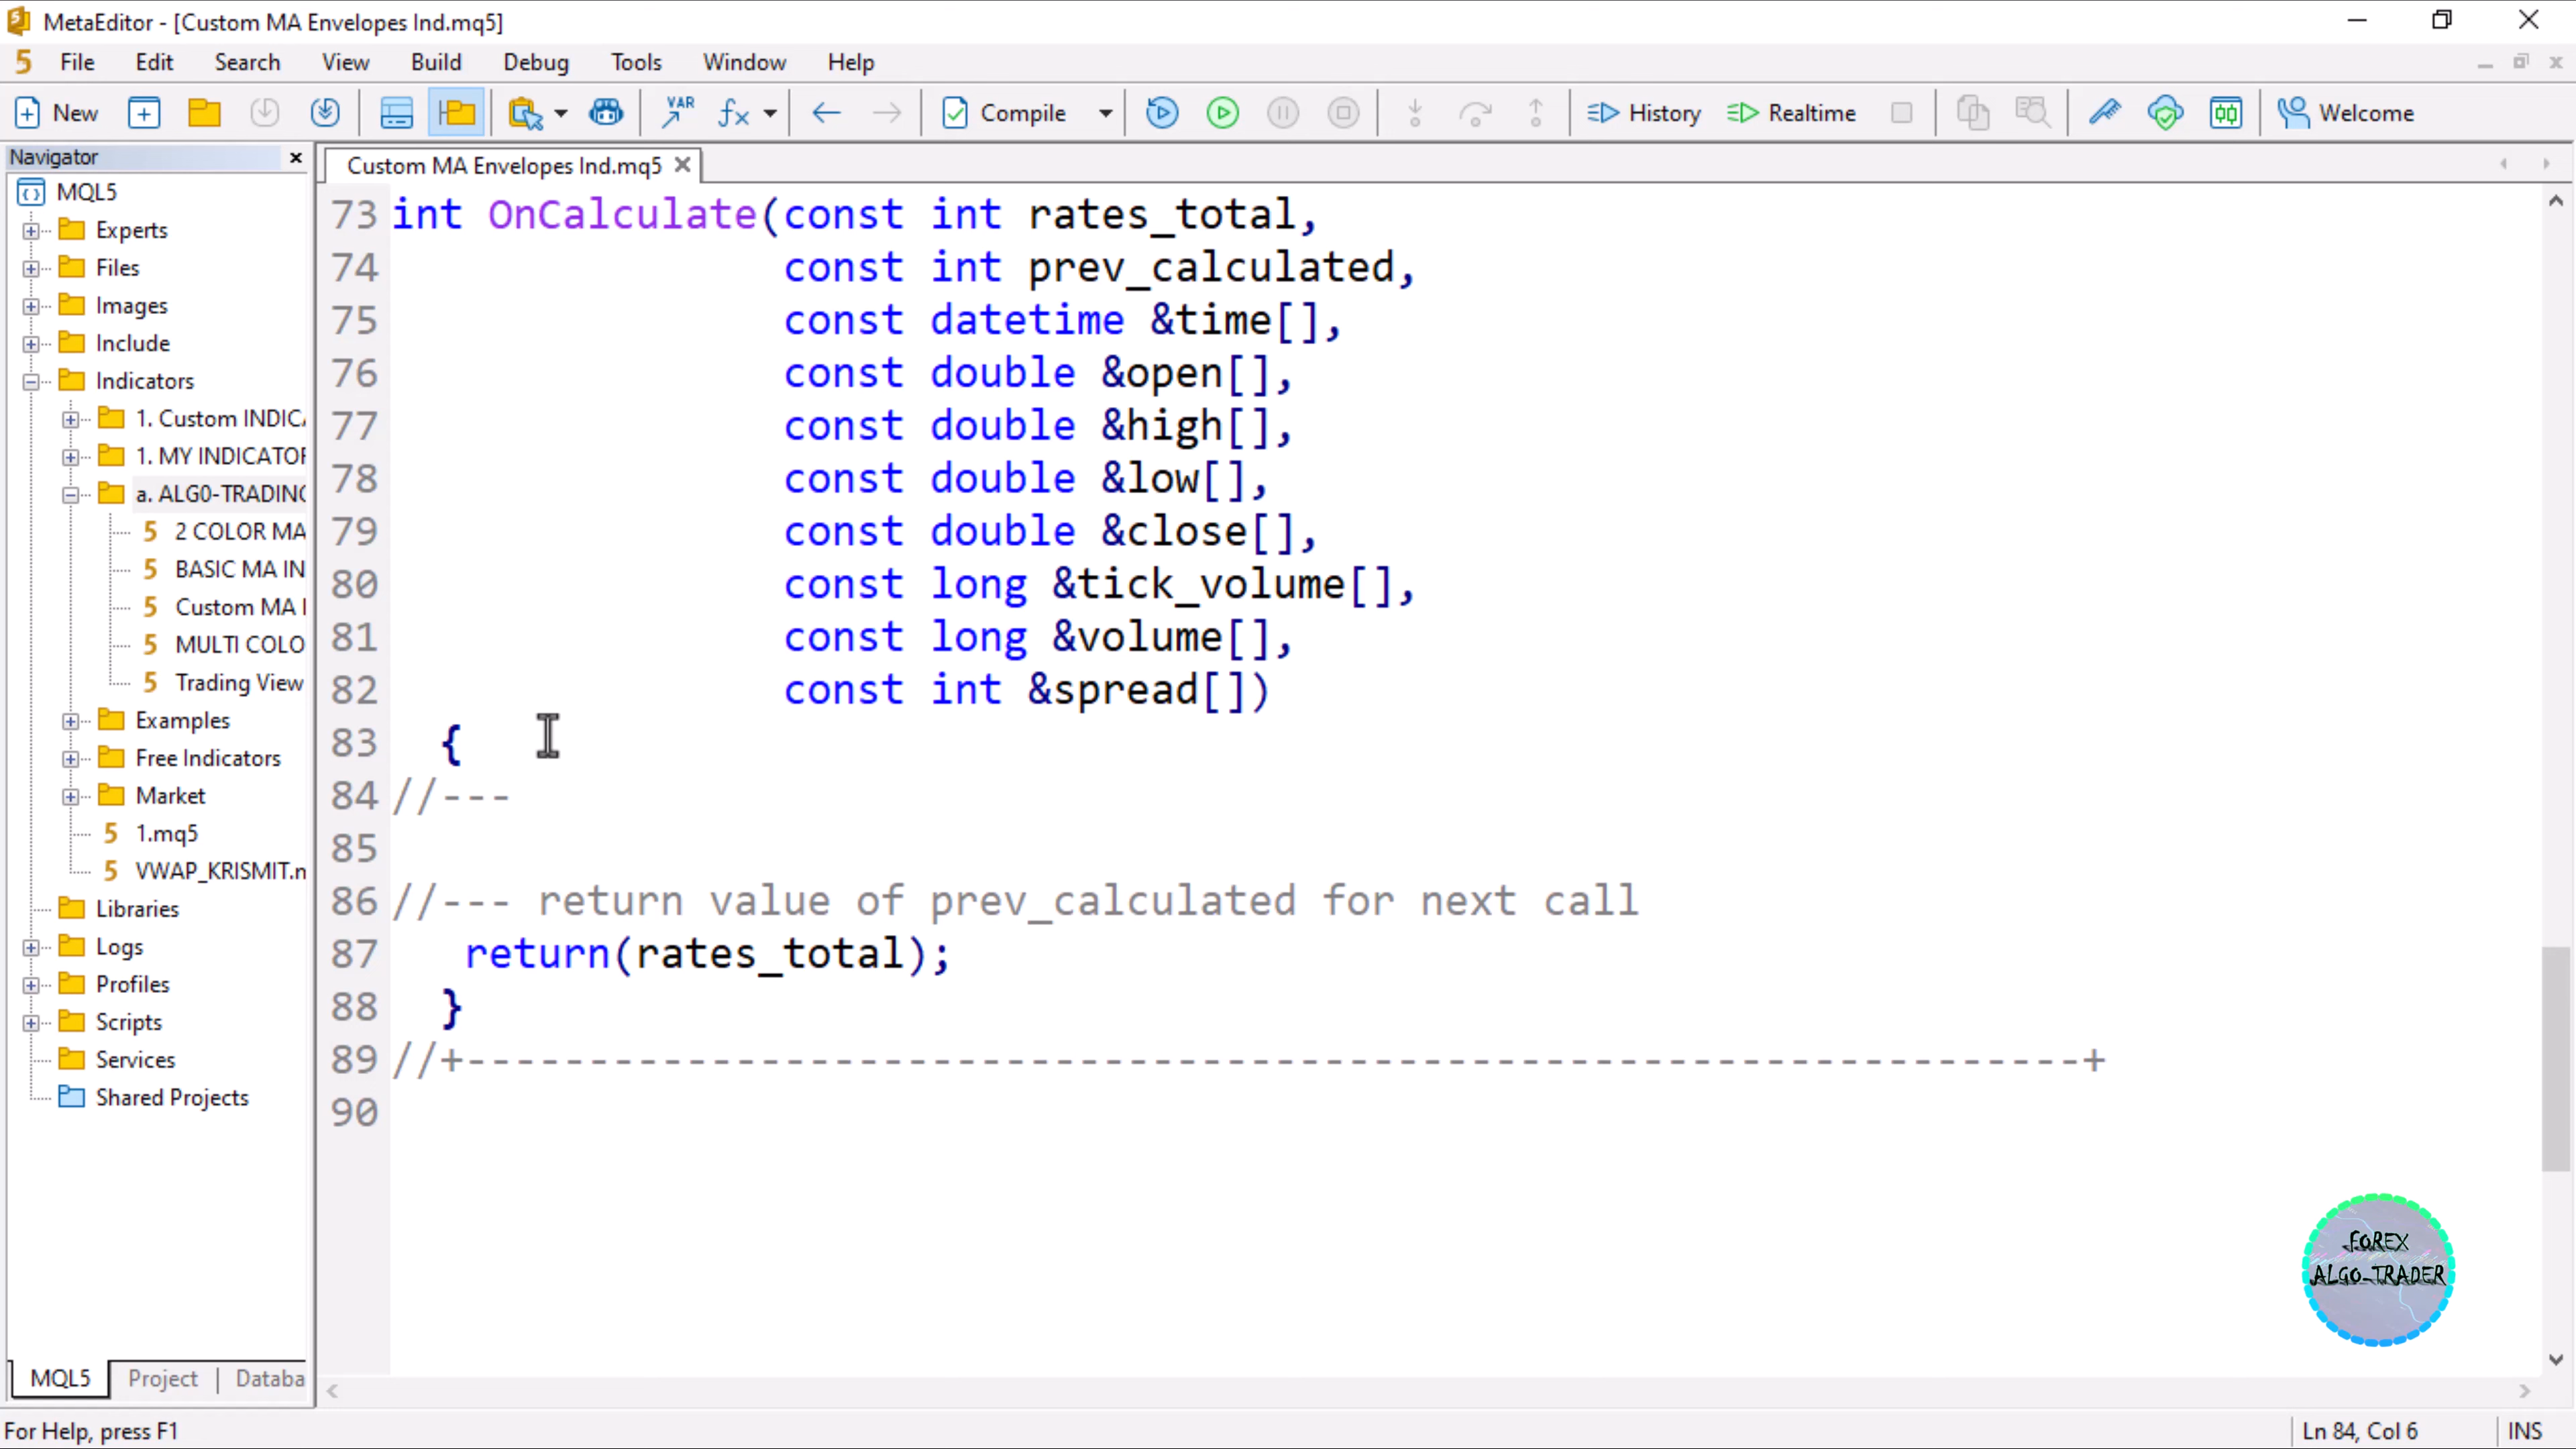 MetaEditor - [Custom MA Envelopes Ind.mq5]
File Edit Search View Build Debug Tools Window Help
New VAR fx Compile History Realtime Welcome
Navigator
Custom MA Envelopes Ind.mq5
MQL5
Experts
Files
Images
Include
Indicators
1. Custom INDICA
1. MY INDICATOR
a. ALG0-TRADING
2 COLOR MA
BASIC MA IN
Custom MA
MULTI COLO
Trading View
Examples
Free Indicators
Market
1.mq5
VWAP_KRISMIT.m
Libraries
Logs
Profiles
Scripts
Services
Shared Projects
MQL5 Project Databa
73 int OnCalculate(const int rates_total,
74 const int prev_calculated,
75 const datetime &time[],
76 const double &open[],
77 const double &high[],
78 const double &low[],
79 const double &close[],
80 const long &tick_volume[],
81 const long &volume[],
82 const int &spread[])
83 {
84 //---
85
86 //--- return value of prev_calculated for next call
87 return(rates_total);
88 }
89 //+------------------------------------------------------------------+
90
FOREX
ALGO-TRADER
For Help, press F1
Ln 84, Col 6
INS